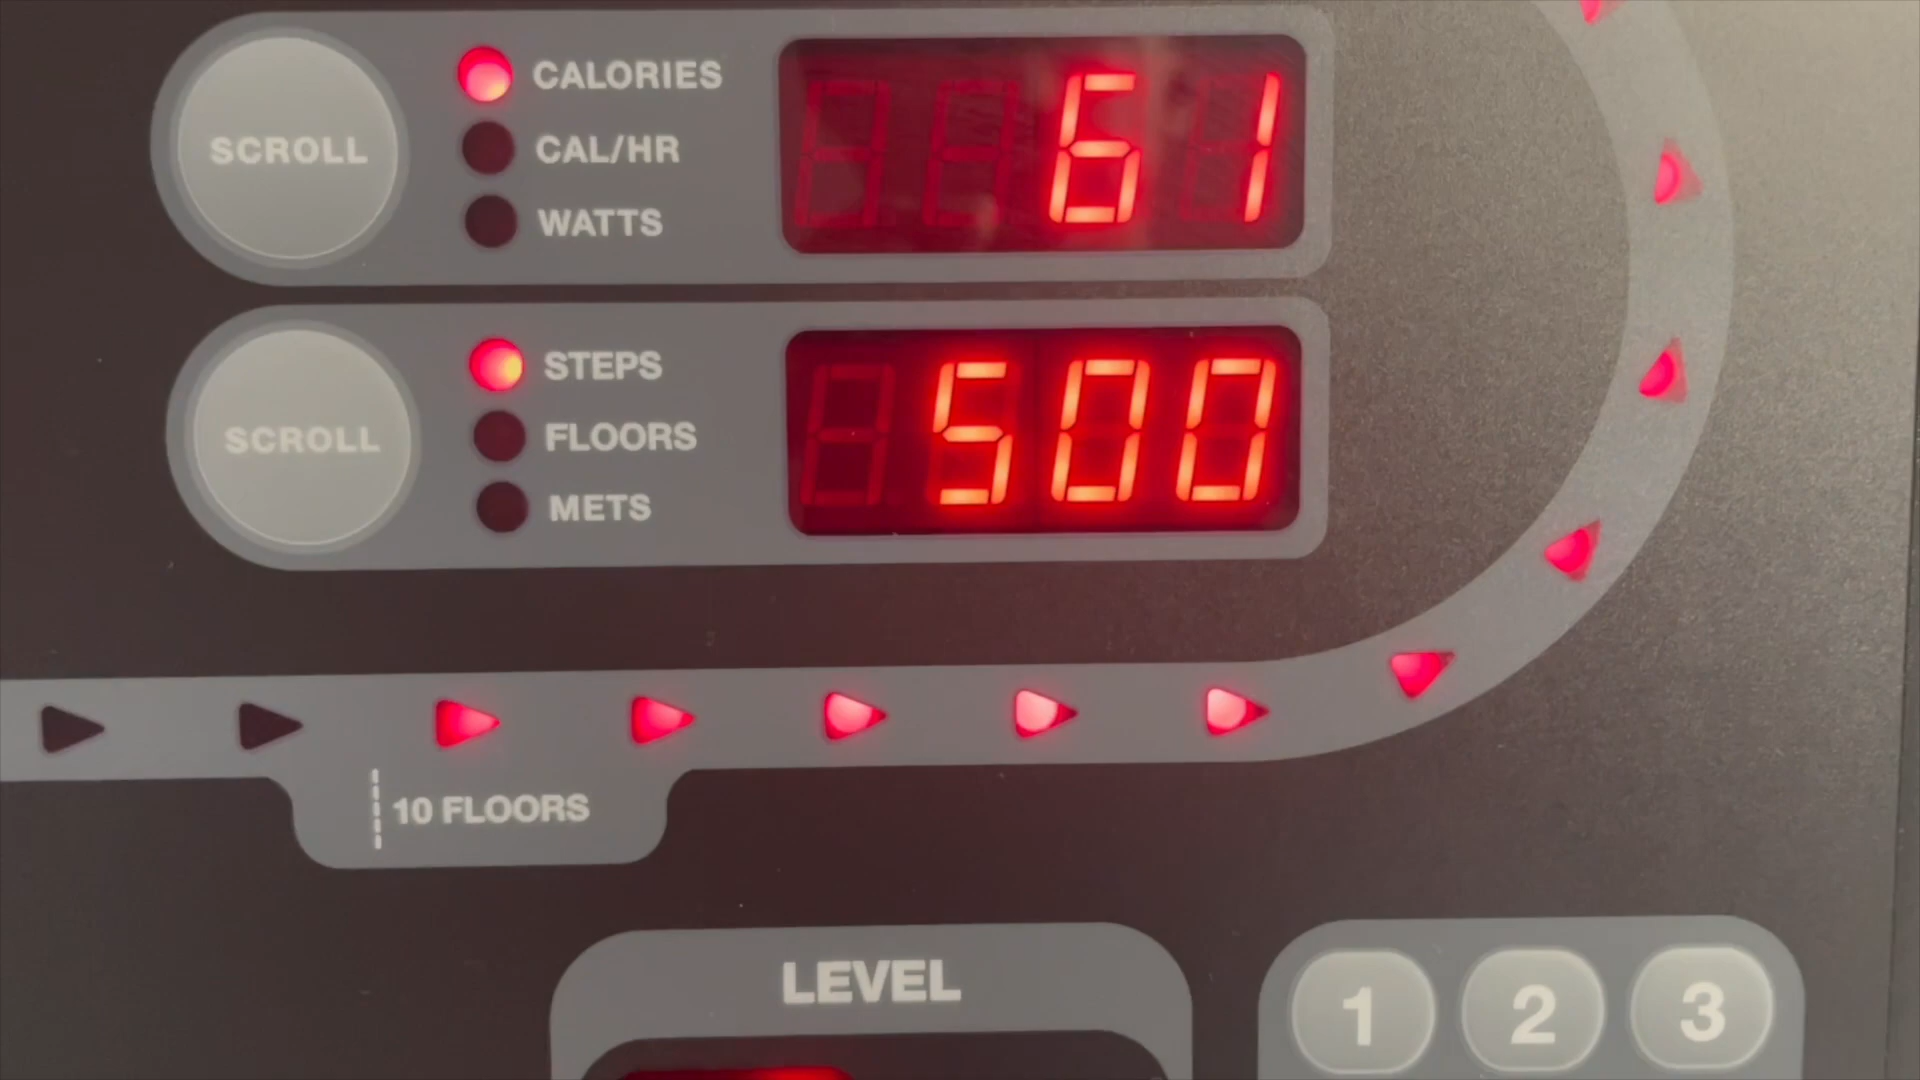 SCROLL
CALORIES
CAL/HR
WATTS
61
SCROLL
STEPS
FLOORS
METS
500
10 FLOORS
LEVEL
1 2 3